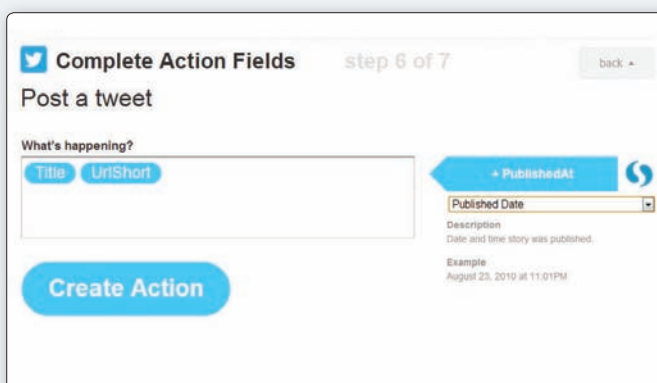 Complete Action Fields step 6 of 7 back
Post a tweet
What's happening?
Title UrlShort
+ PublishedAt
Published Date
Description
Date and time story was published.
Example
August 23, 2010 at 11:01PM
Create Action